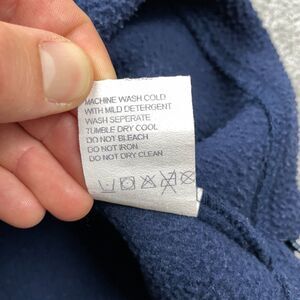 MACHINE WASH COLD
WITH MILD DETERGENT
WASH SEPERATE
TUMBLE DRY COOL
DO NOT BLEACH
DO NOT IRON
DO NOT DRY CLEAN